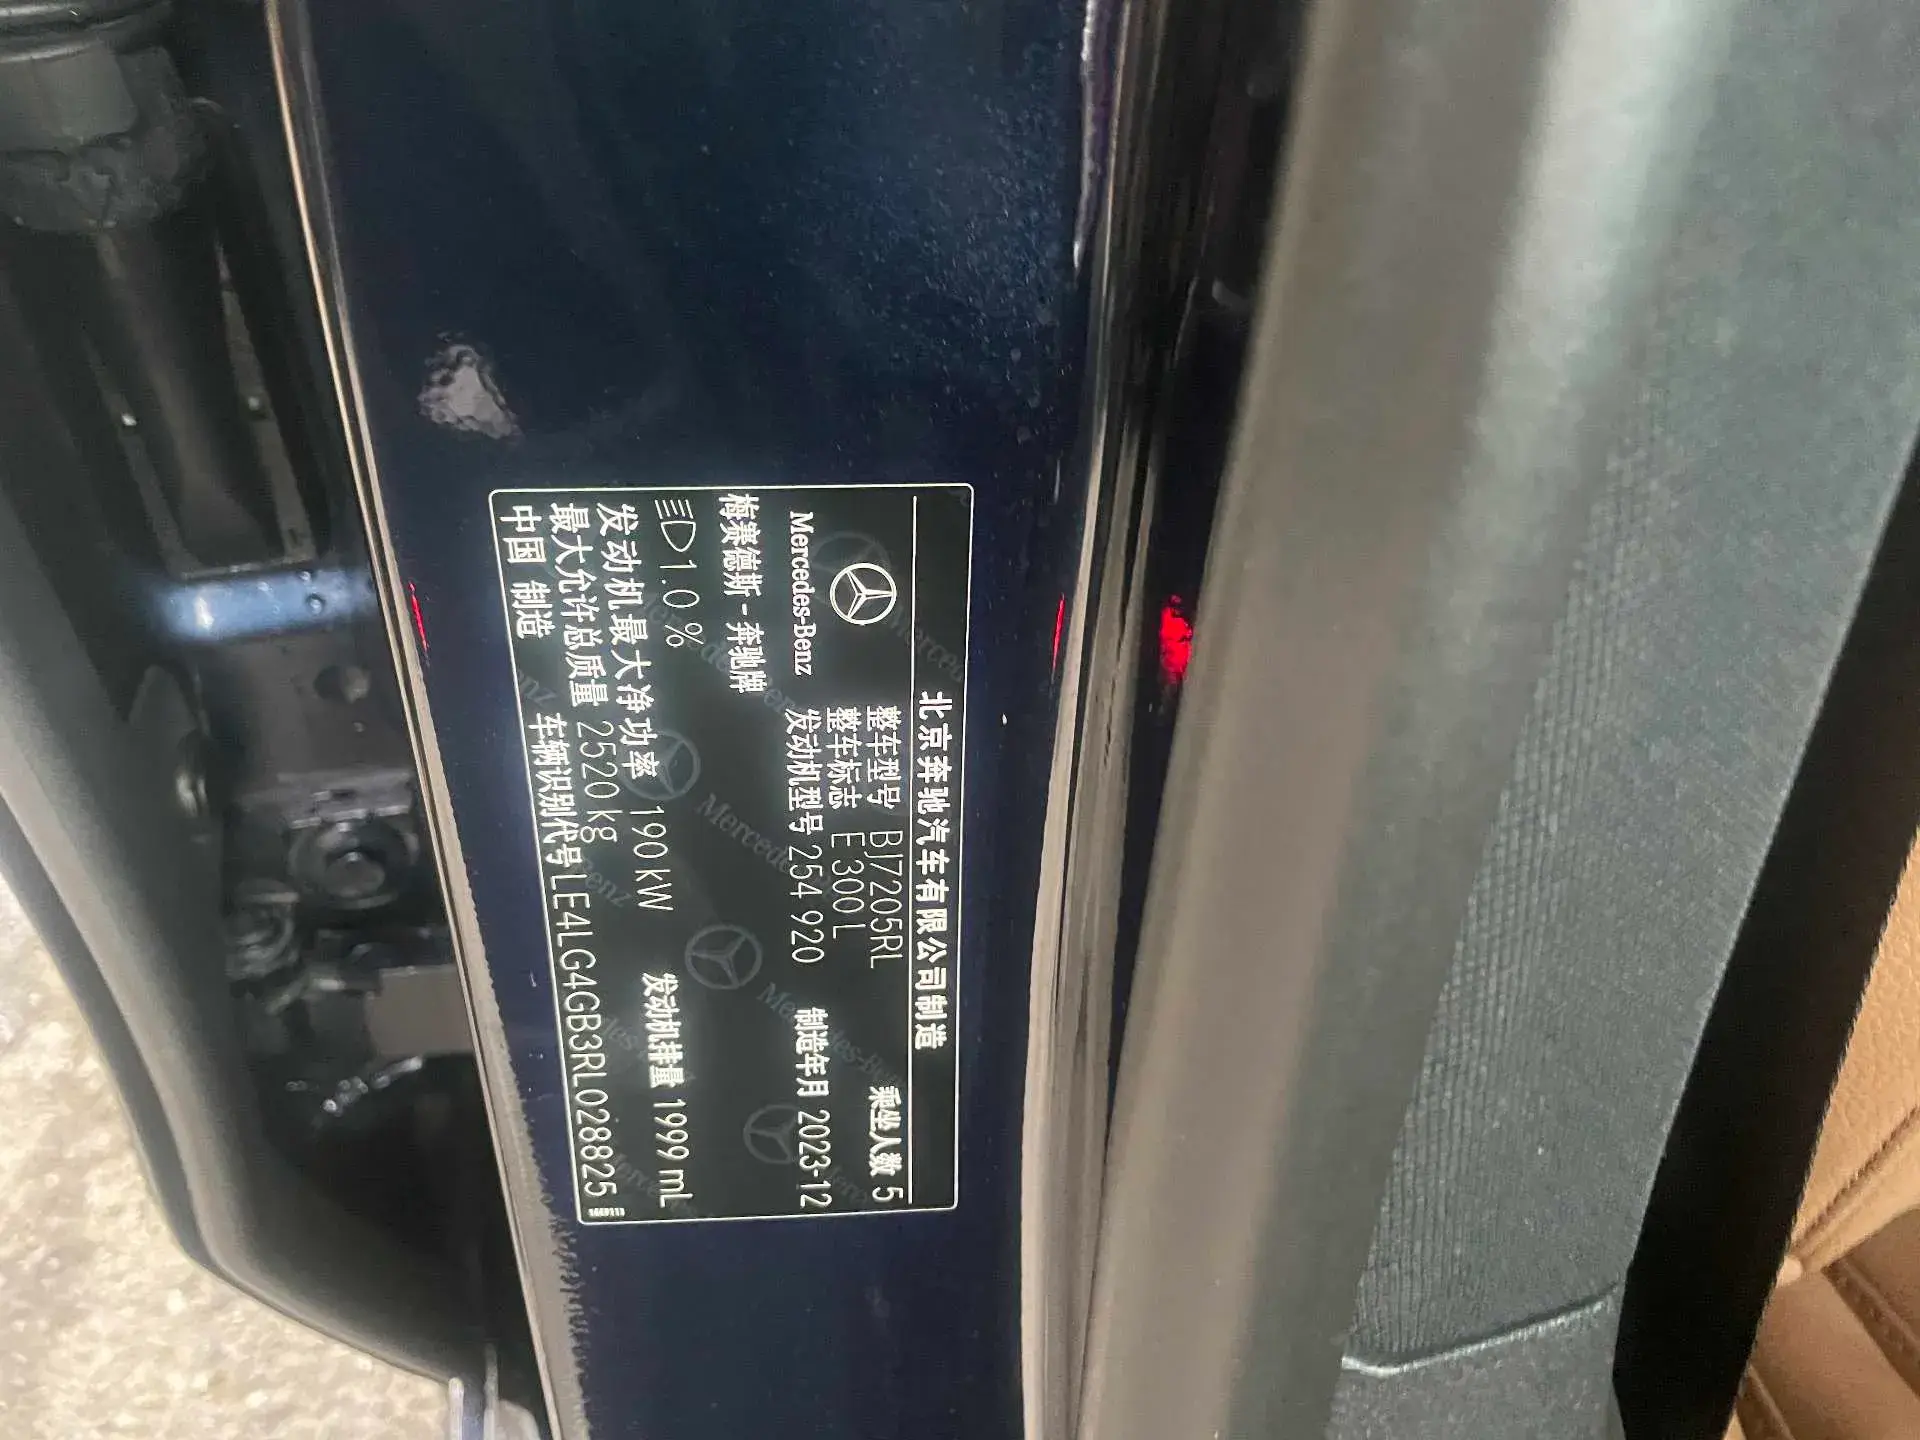 北京奔驰汽车有限公司制造
Mercedes-Benz
梅赛德斯-奔驰牌
整车型号 BJ7205RL
乘坐人数 5
整车标志 E 300 L
发动机型号 254 920
制造年月 2023-12
1.0 %
发动机最大净功率 190 kW
发动机排量 1999 mL
最大允许总质量 2520 kg
中国 制造
车辆识别代号 LE4LG4GB3RL028825